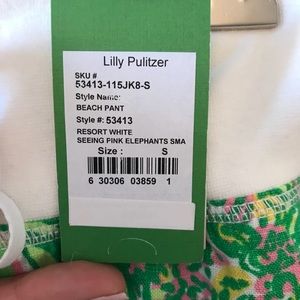 Lilly Pulitzer
SKU #
53413-115JK8-S
Style Name:
BEACH PANT
Style #: 53413
RESORT WHITE
SEEING PINK ELEPHANTS SMA
Size : S
6 30306 03859 1